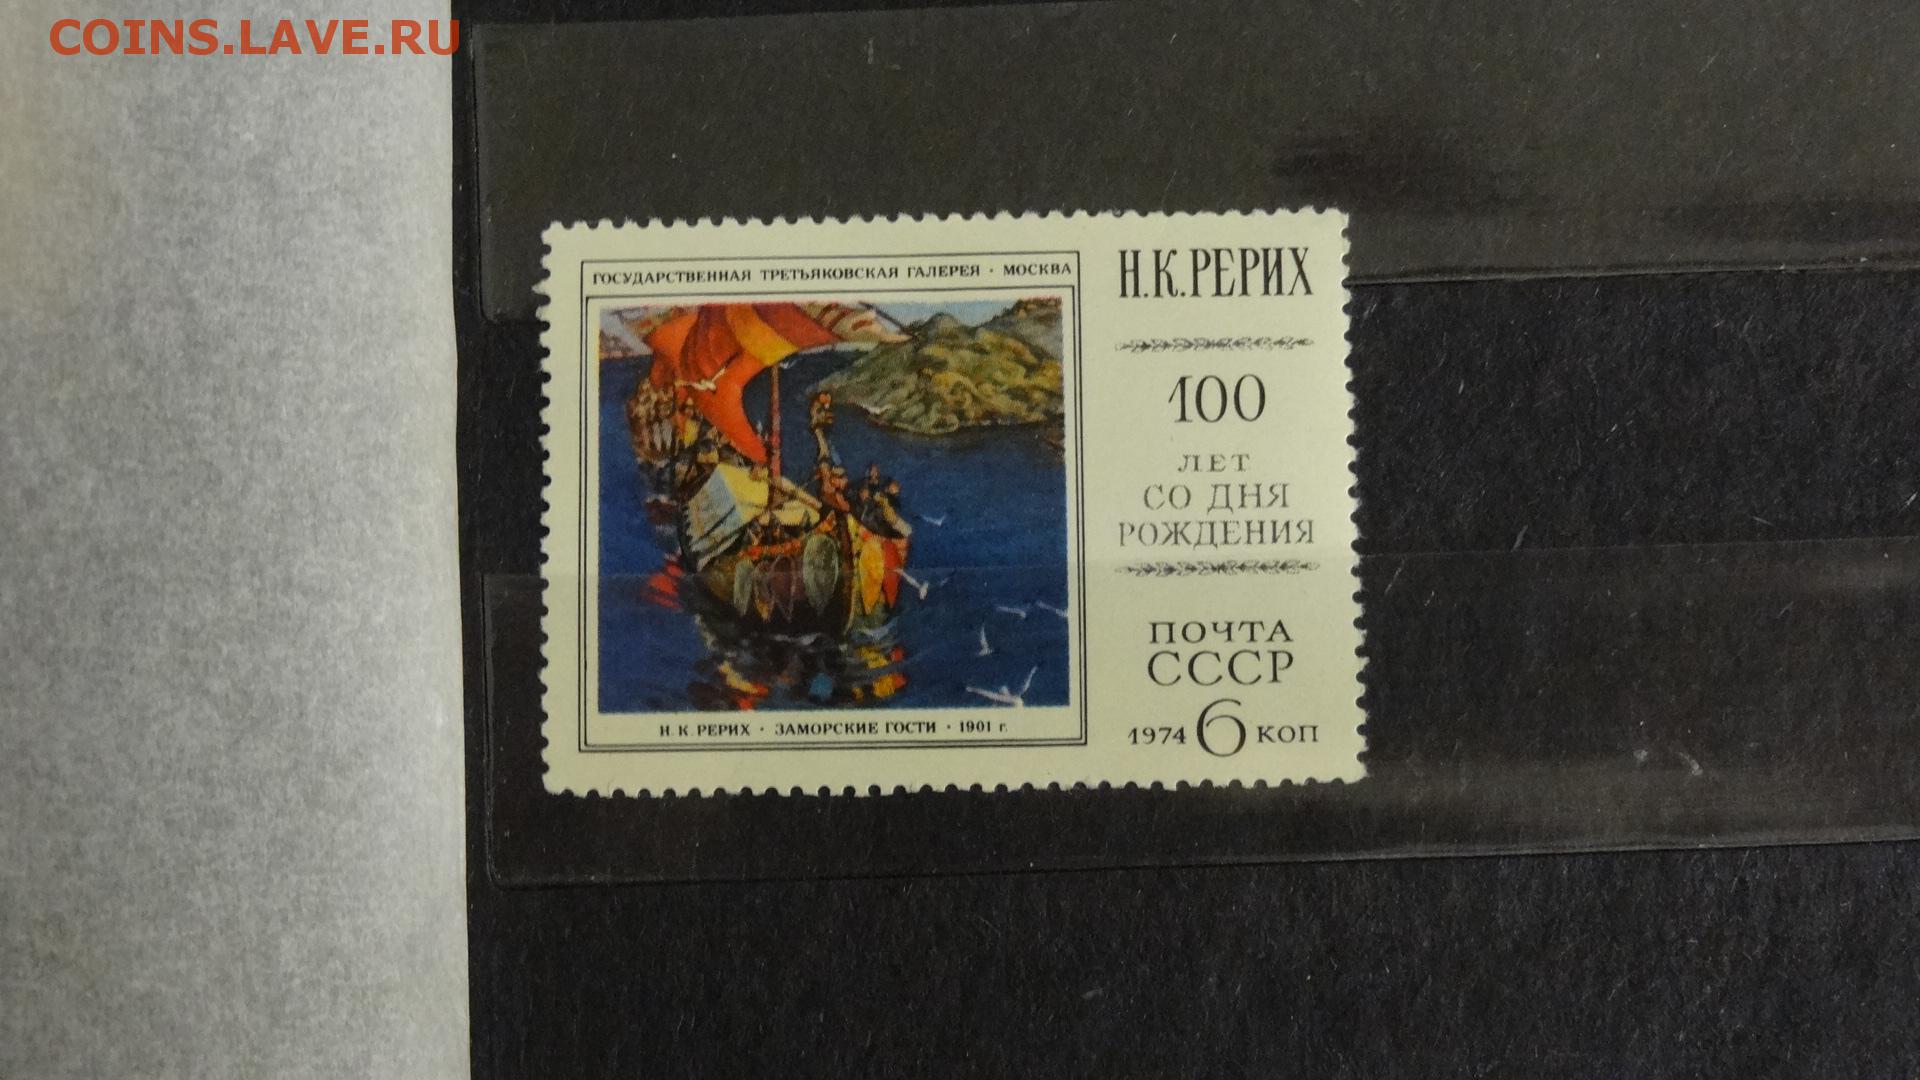 COINS.LAVE.RU
ГОСУДАРСТВЕННАЯ ТРЕТЬЯКОВСКАЯ ГАЛЕРЕЯ · МОСКВА
Н. К. РЕРИХ · ЗАМОРСКИЕ ГОСТИ · 1901 г.
Н.К.РЕРИХ
100
ЛЕТ
СО ДНЯ
РОЖДЕНИЯ
ПОЧТА
СССР
1974 6 КОП